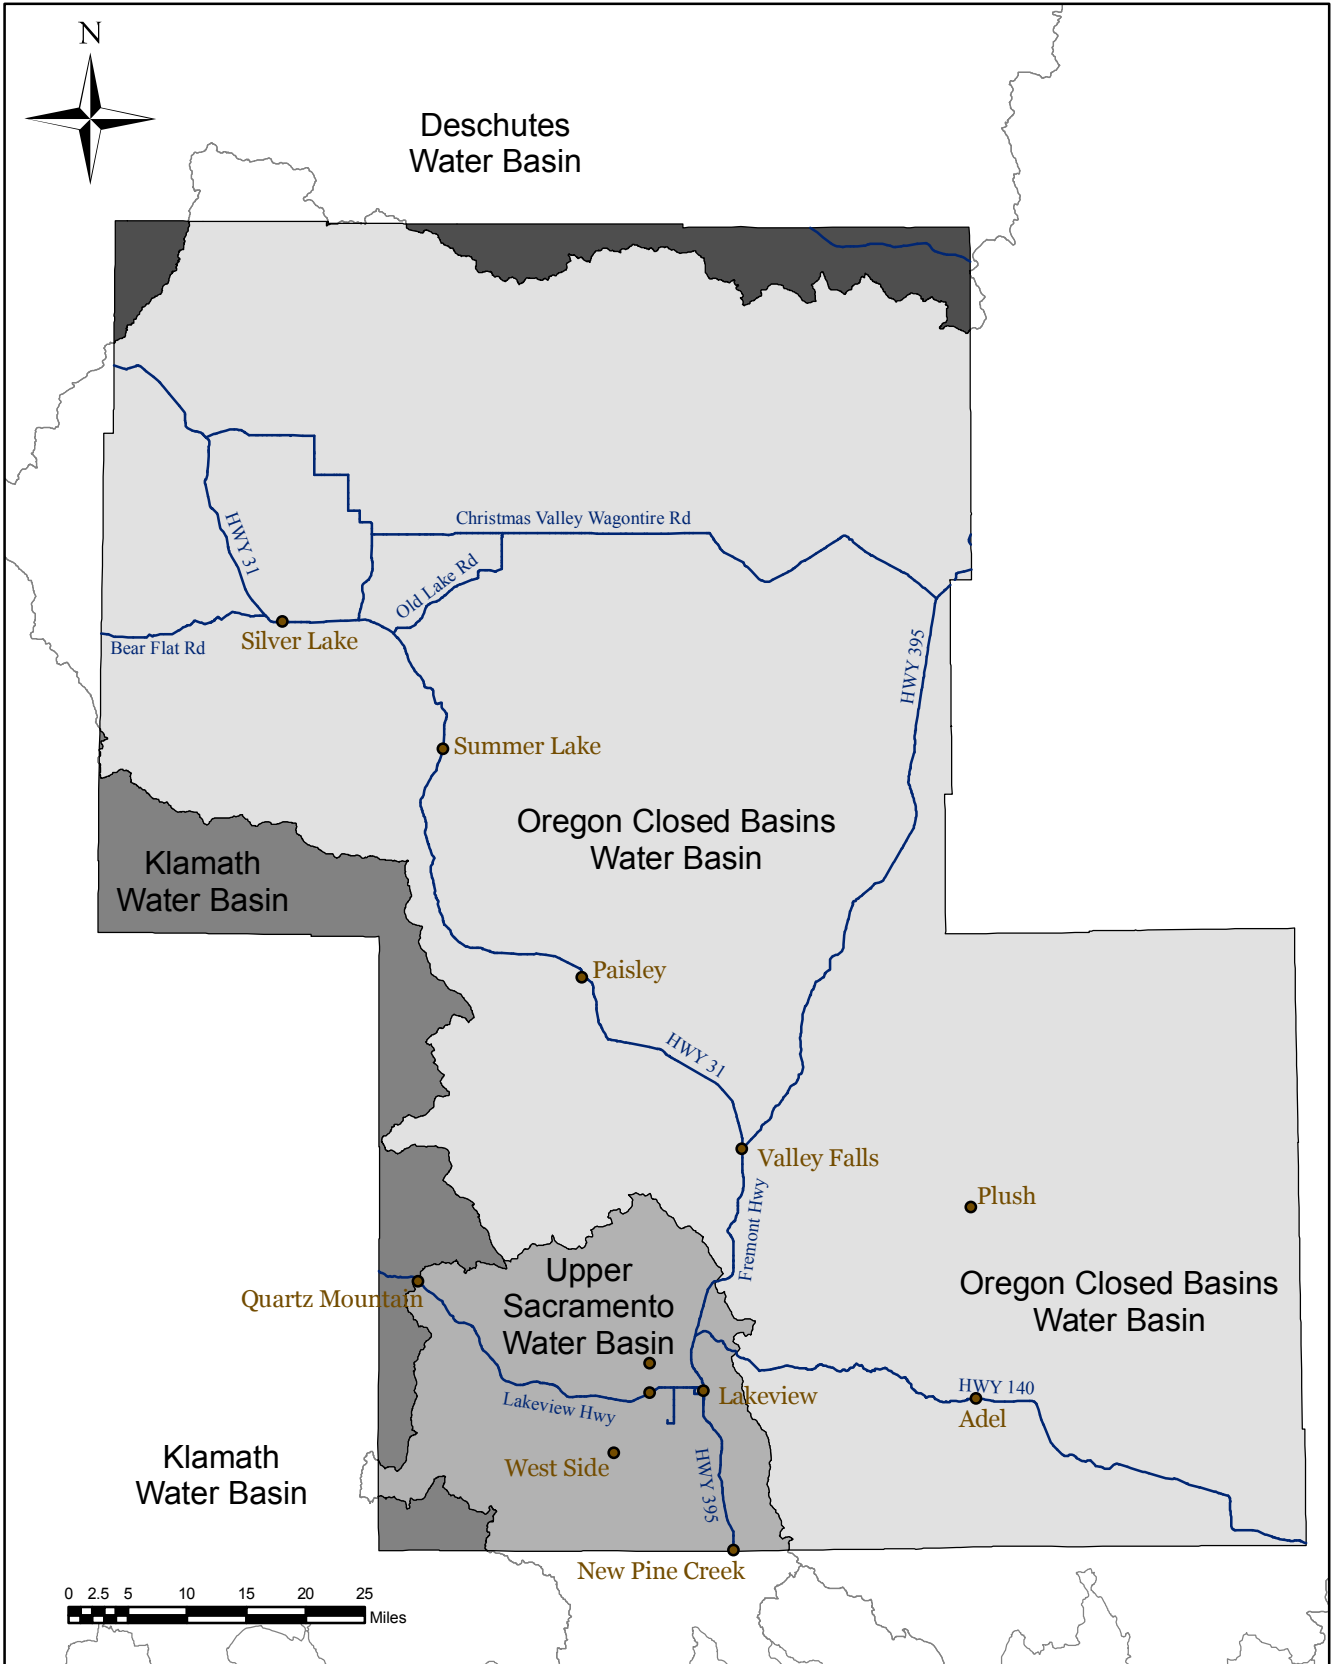 N
Deschutes
Water Basin
Christmas Valley Wagontire Rd
HWY 31
Old Lake Rd
Bear Flat Rd
Silver Lake
HWY 395
Summer Lake
Oregon Closed Basins
Water Basin
Klamath
Water Basin
Paisley
HWY 31
Valley Falls
Plush
Fremont Hwy
Upper
Sacramento
Water Basin
Quartz Mountain
Oregon Closed Basins
Water Basin
Lakeview Hwy
Lakeview
HWY 140
Adel
Klamath
Water Basin
West Side
HWY 395
New Pine Creek
0 2.5 5 10 15 20 25
Miles